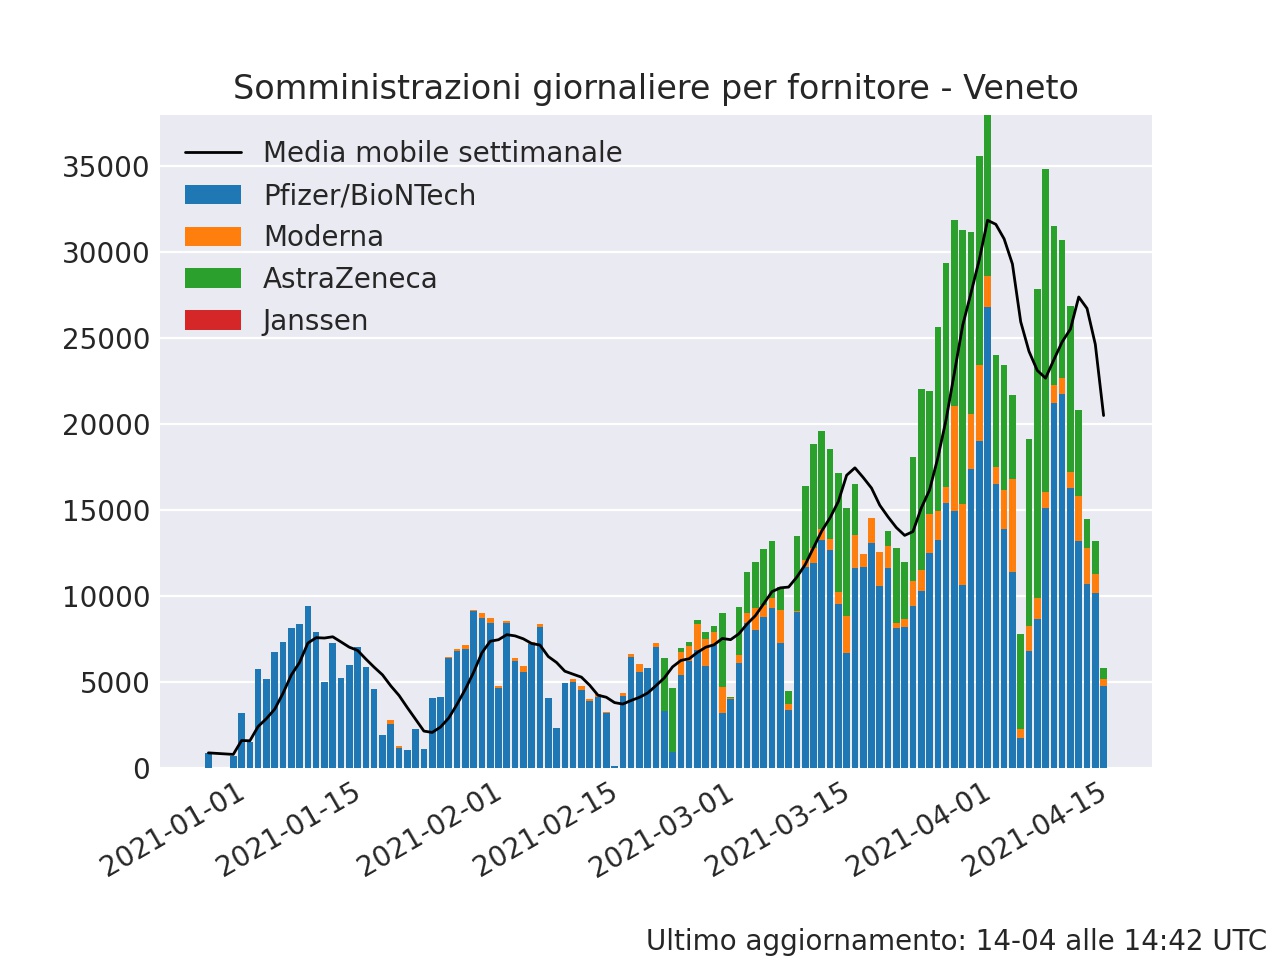 Somministrazioni giornaliere per fornitore - Veneto
Media mobile settimanale
Pfizer/BioNTech
Moderna
AstraZeneca
Janssen
35000
30000
25000
20000
15000
10000
5000
0
2021-01-01
2021-01-15
2021-02-01
2021-02-15
2021-03-01
2021-03-15
2021-04-01
2021-04-15
Ultimo aggiornamento: 14-04 alle 14:42 UTC